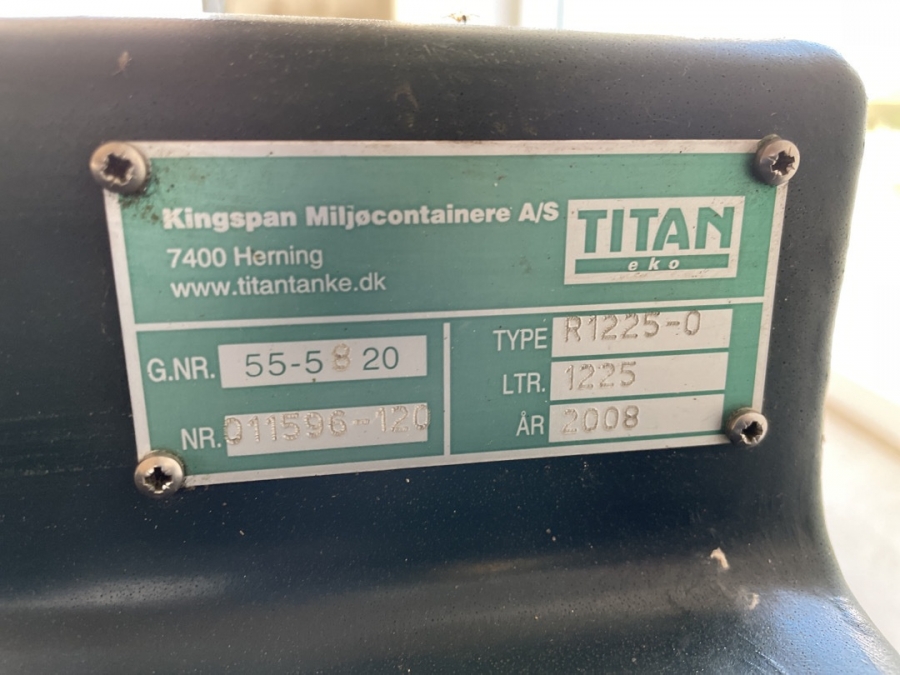 Kingspan Miljøcontainere A/S
7400 Herning
www.titantanke.dk
TITAN
eko
G.NR. 55-5 8 20
NR. 011596-120
TYPE R1225-0
LTR. 1225
ÅR 2008